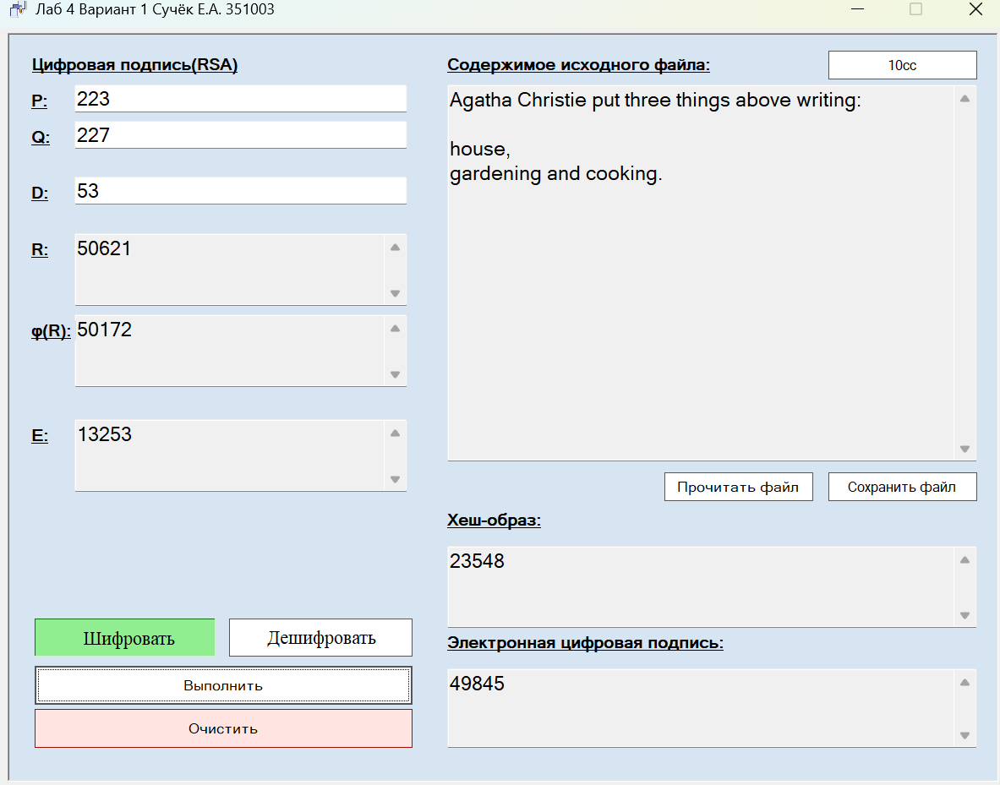 Лаб 4 Вариант 1 Сучёк Е.А. 351003
Цифровая подпись(RSA)
P: 223
Q: 227
D: 53
R: 50621
φ(R): 50172
E: 13253
Шифровать Дешифровать
Выполнить
Очистить
Содержимое исходного файла: 10сс
Agatha Christie put three things above writing:
house,
gardening and cooking.
Прочитать файл Сохранить файл
Хеш-образ:
23548
Электронная цифровая подпись:
49845